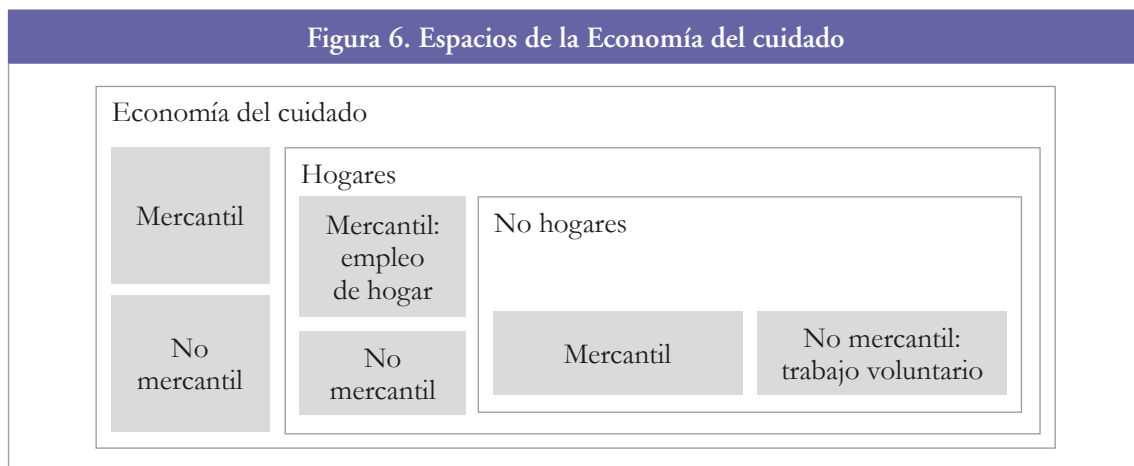 Figura 6. Espacios de la Economía del cuidado
Economía del cuidado
Mercantil
No
mercantil
Hogares
Mercantil:
empleo
de hogar
No
mercantil
No hogares
Mercantil
No mercantil:
trabajo voluntario